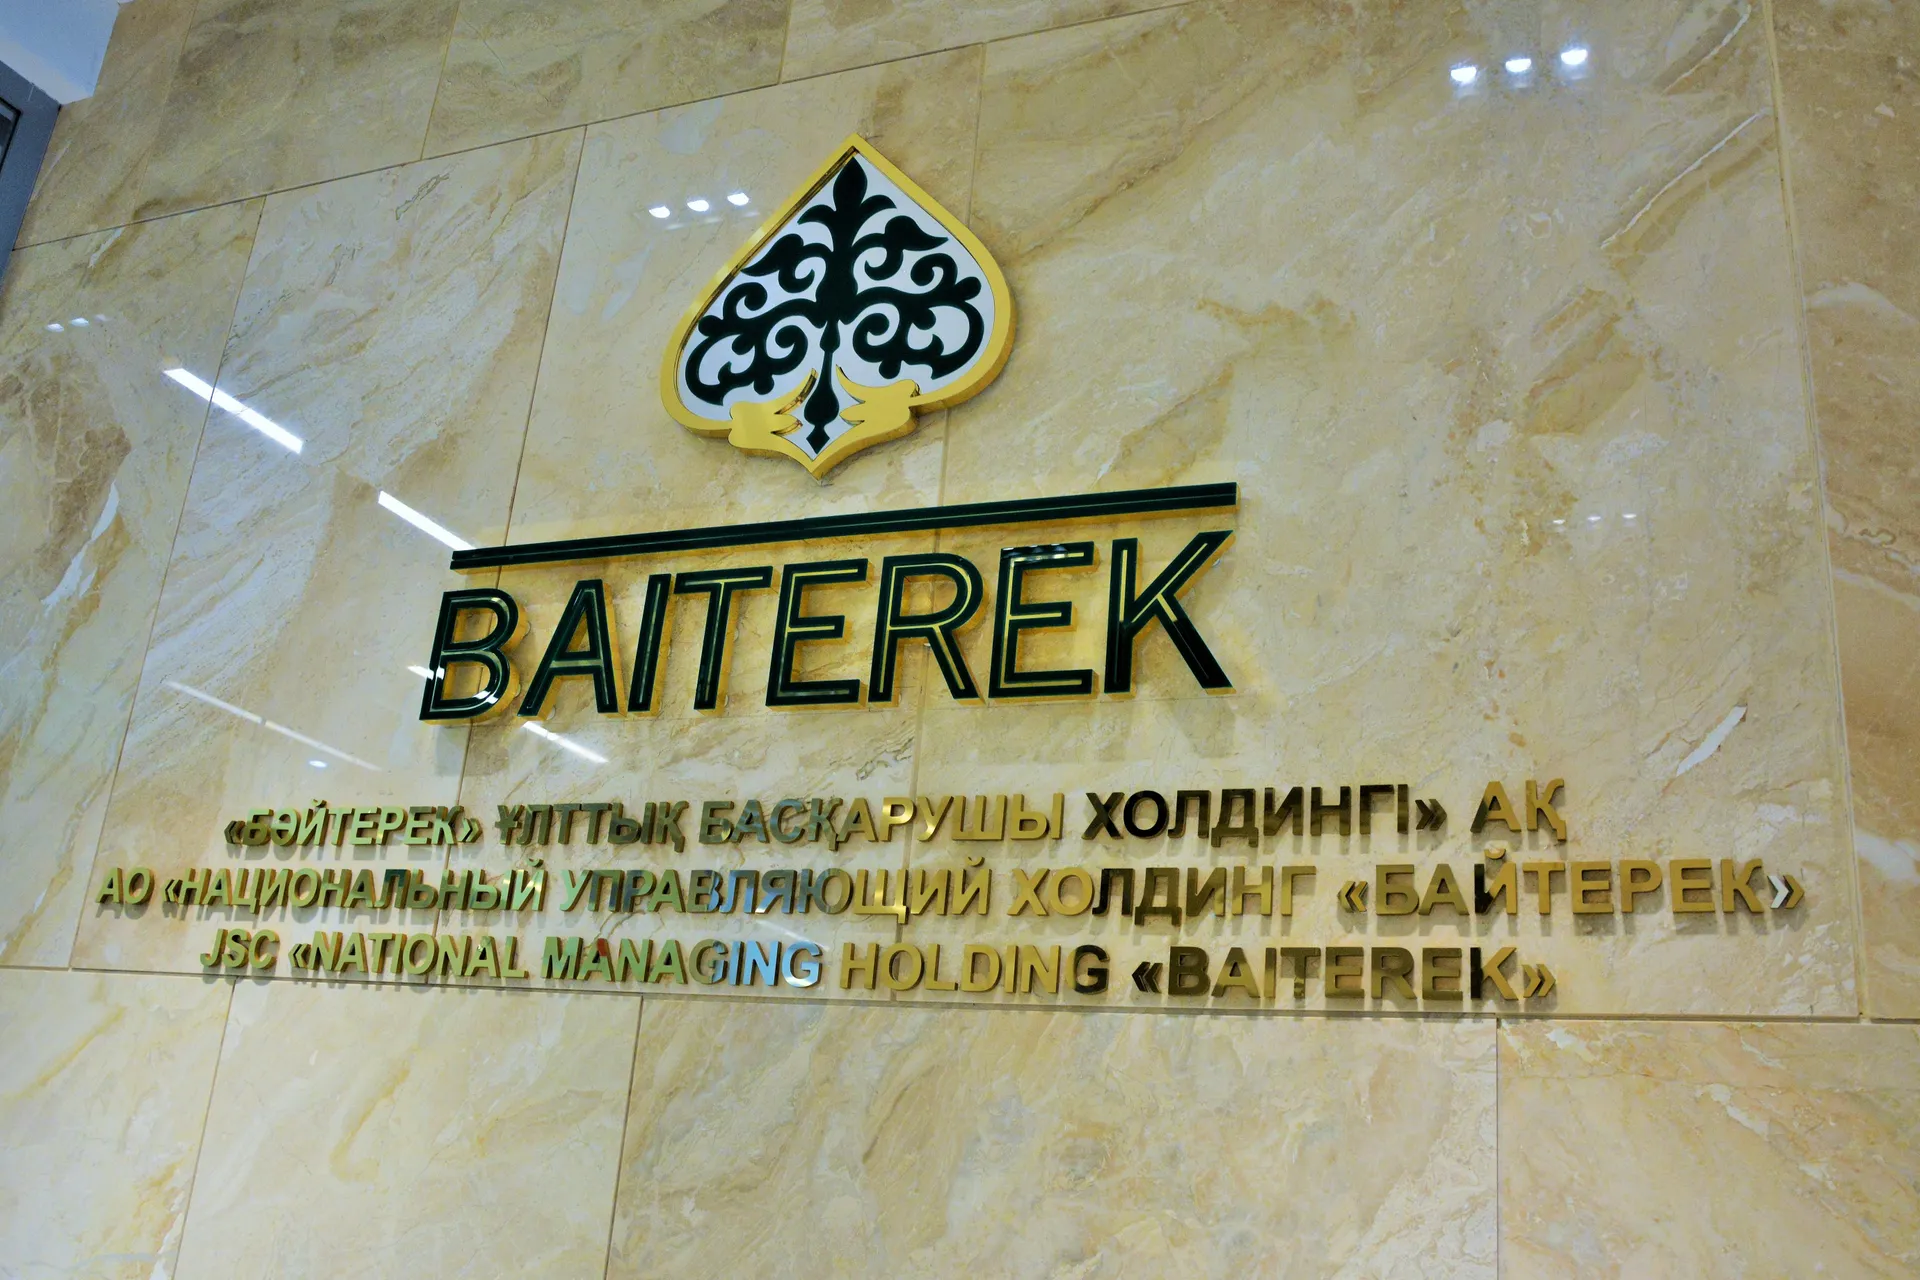 BAITEREK
«БӘЙТЕРЕК» ҰЛТТЫҚ БАСҚАРУШЫ ХОЛДИНГІ» АҚ
АО «НАЦИОНАЛЬНЫЙ УПРАВЛЯЮЩИЙ ХОЛДИНГ «БАЙТЕРЕК»
JSC «NATIONAL MANAGING HOLDING «BAITEREK»